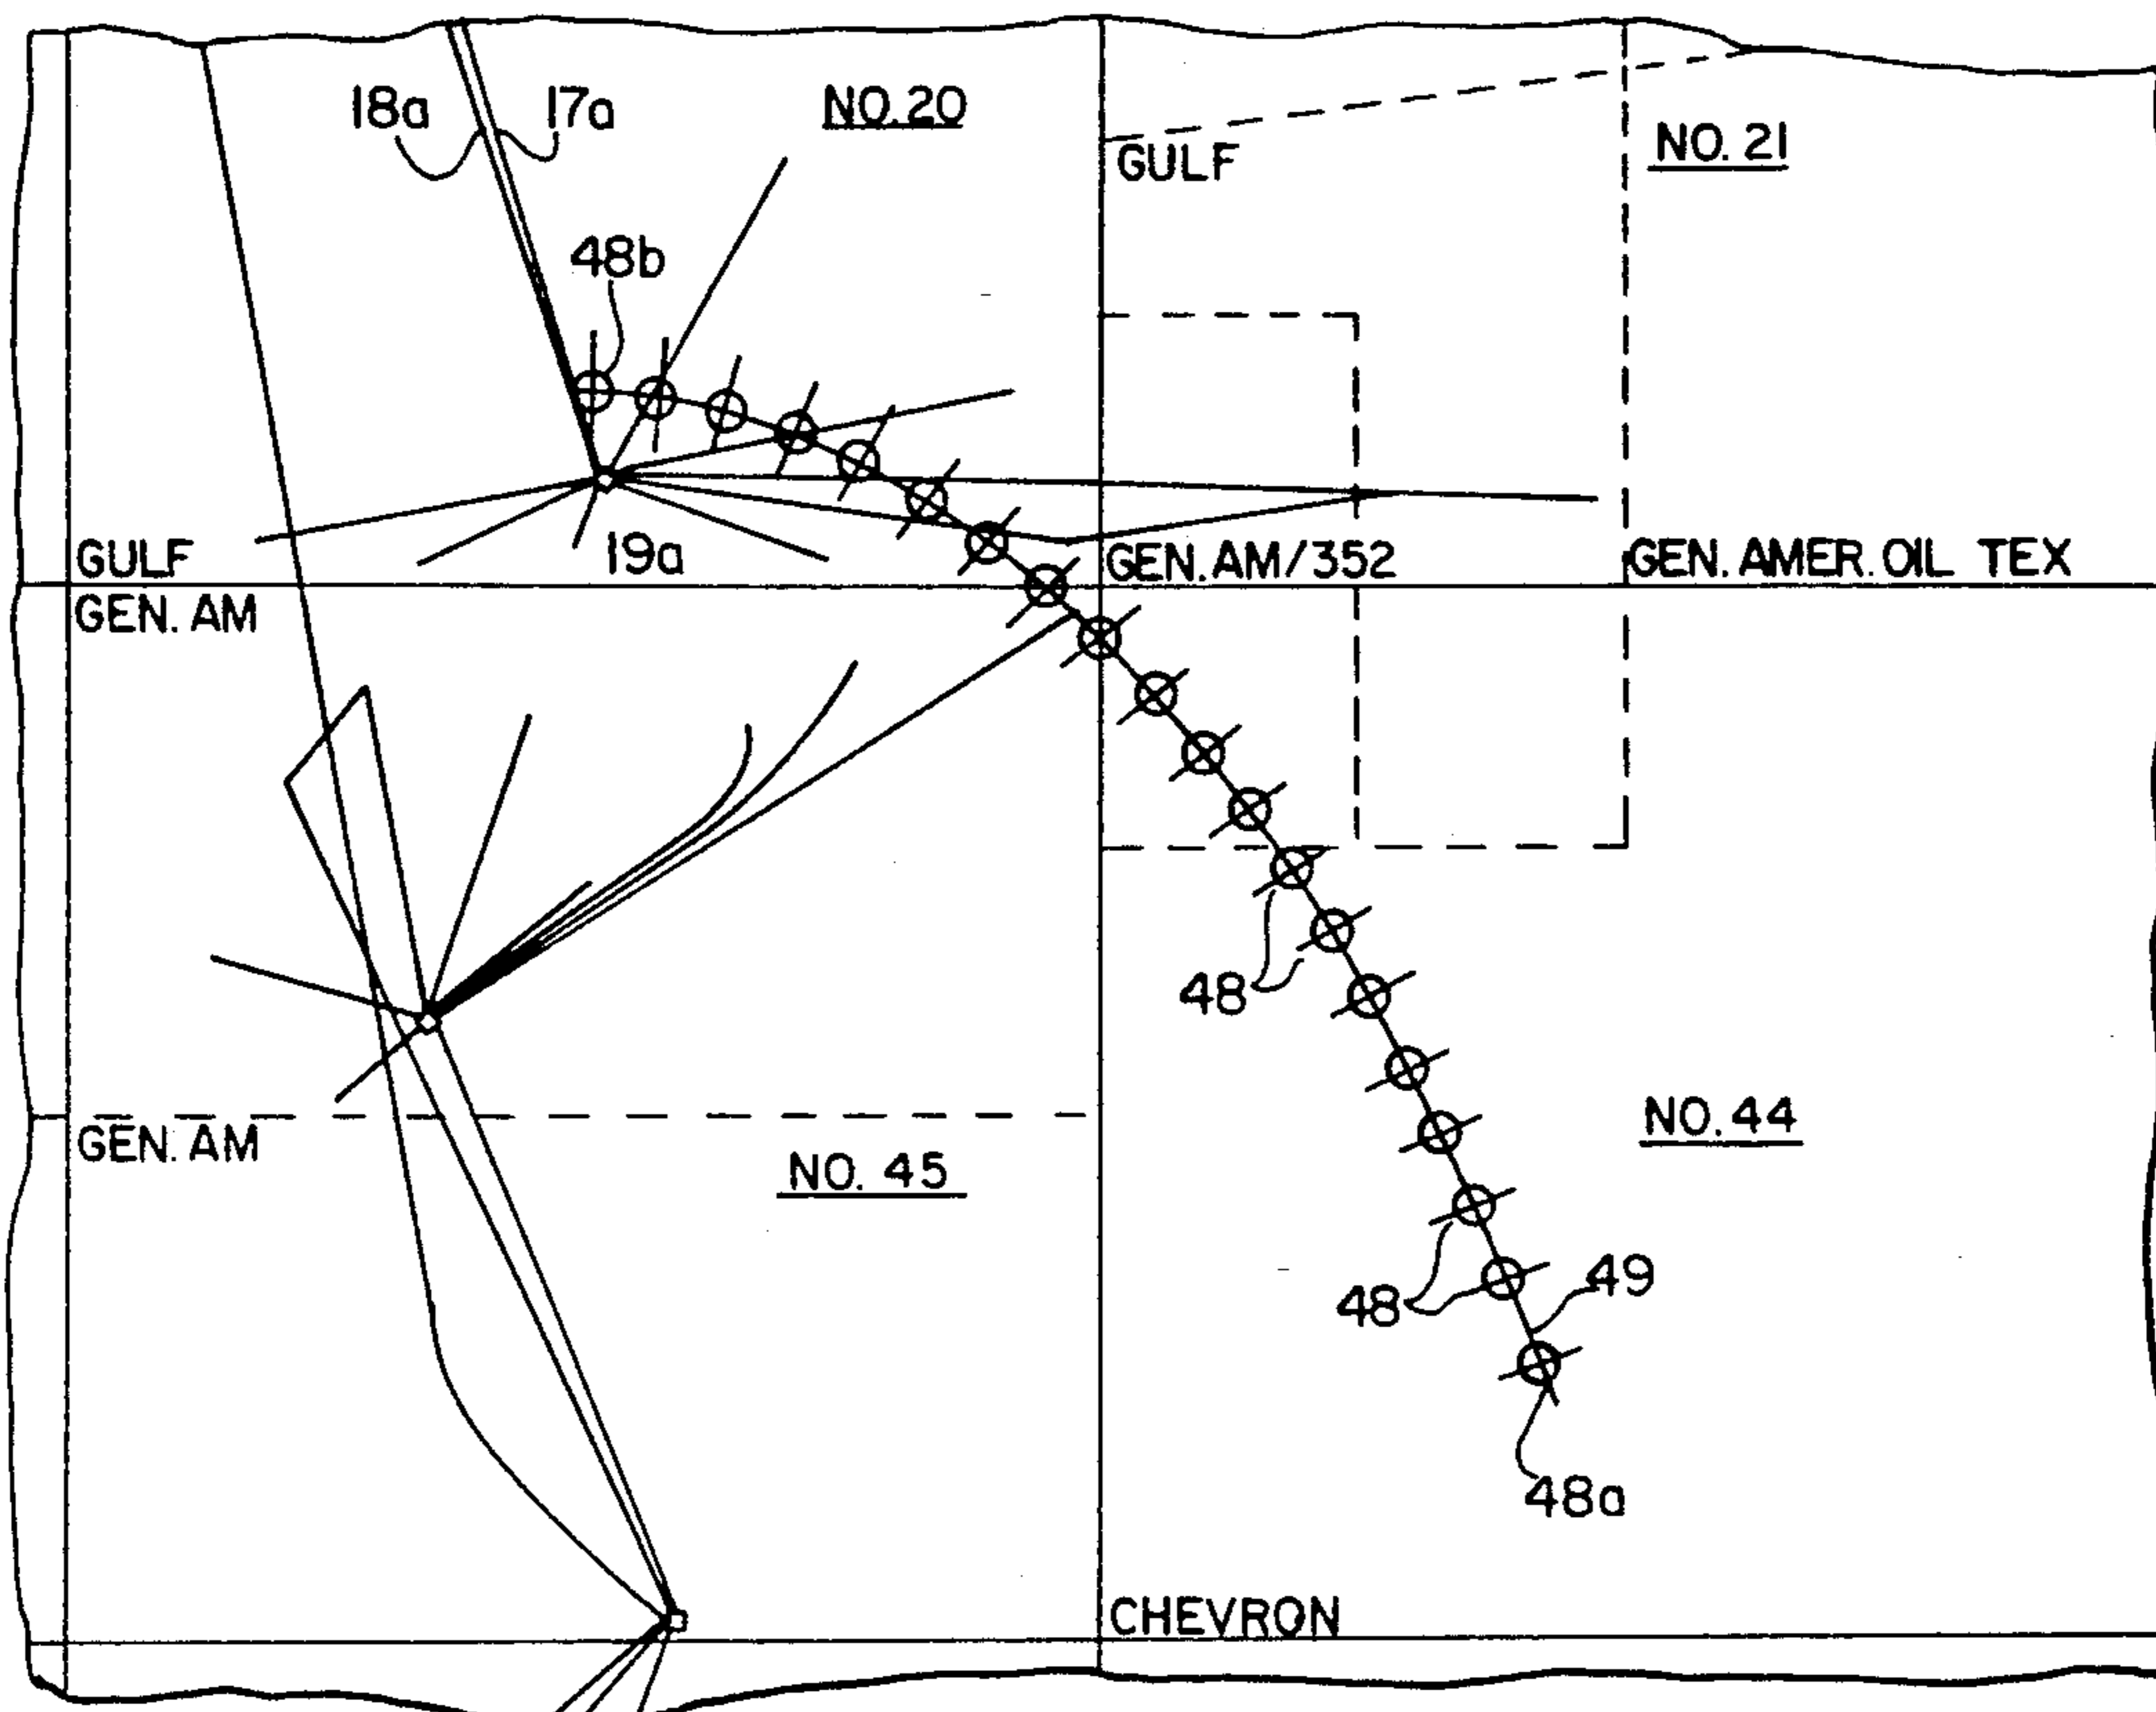 18a
17a
NO.20
GULF
NO. 21
48b
19a
GULF
GEN.AM/352
GEN. AMER. OIL TEX
GEN. AM
48
GEN. AM
NO. 45
NO. 44
48
49
48a
CHEVRON